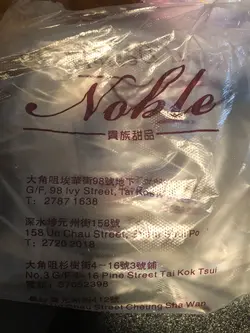 Noble
貴族甜品
大角咀埃華街98號地下
G/F, 98 Ivy Street, Tai Kok
T: 2787 1638
深水埗元州街158號
158 Un Chau Street, Po
T: 2720 2018
大角咀杉樹街4-16號3號鋪
No.3 G/F 4-16 Pine Street Tai Kok Tsui
Street Cheung Sha Wan